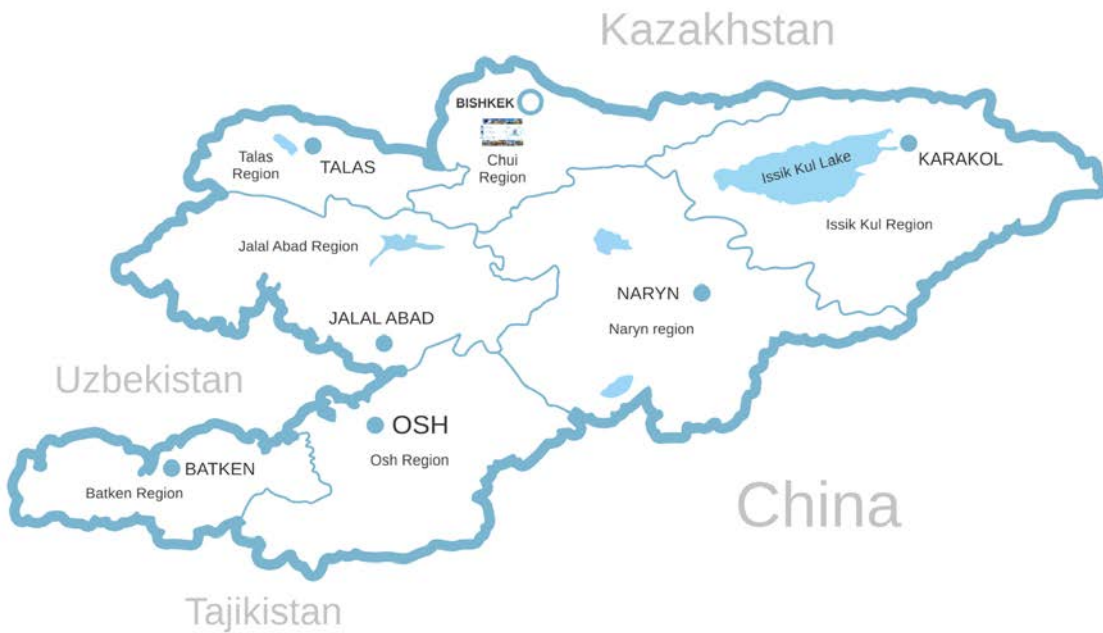 Kazakhstan
BISHKEK
Chui
Region
Talas
Region
TALAS
Issik Kul Lake
KARAKOL
Issik Kul Region
Jalal Abad Region
NARYN
Naryn region
JALAL ABAD
Uzbekistan
OSH
Osh Region
BATKEN
Batken Region
China
Tajikistan